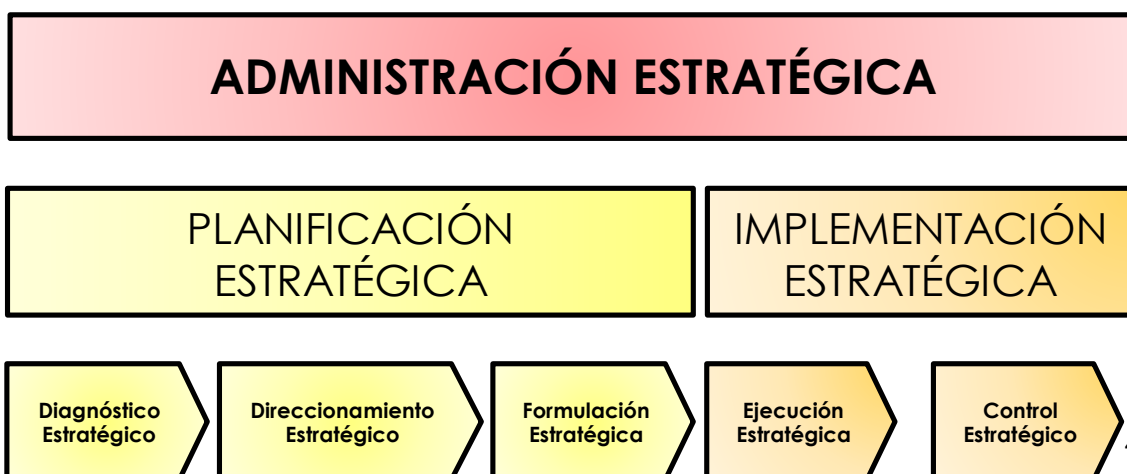 ADMINISTRACIÓN ESTRATÉGICA
PLANIFICACIÓN
ESTRATÉGICA
IMPLEMENTACIÓN
ESTRATÉGICA
Diagnóstico
Estratégico
Direccionamiento
Estratégico
Formulación
Estratégica
Ejecución
Estratégica
Control
Estratégico